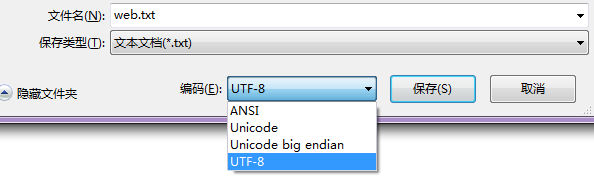 文件名(N): web.txt
保存类型(T): 文本文档(*.txt)
隐藏文件夹 编码(E): UTF-8 保存(S) 取消
ANSI
Unicode
Unicode big endian
UTF-8